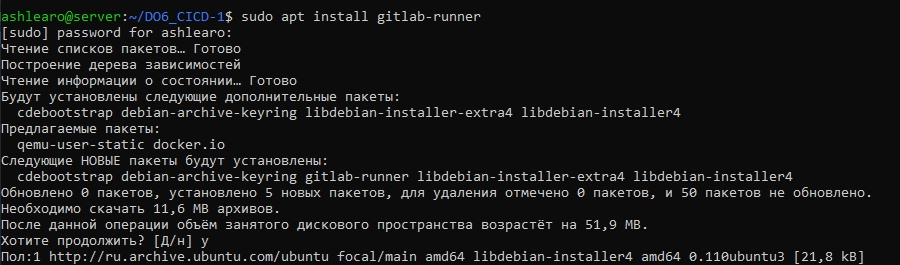 ashlearo@server:~/DO6_CICD-1$ sudo apt install gitlab-runner
[sudo] password for ashlearo:
Чтение списков пакетов… Готово
Построение дерева зависимостей
Чтение информации о состоянии… Готово
Будут установлены следующие дополнительные пакеты:
  cdebootstrap debian-archive-keyring libdebian-installer-extra4 libdebian-installer4
Предлагаемые пакеты:
  qemu-user-static docker.io
Следующие НОВЫЕ пакеты будут установлены:
  cdebootstrap debian-archive-keyring gitlab-runner libdebian-installer-extra4 libdebian-installer4
Обновлено 0 пакетов, установлено 5 новых пакетов, для удаления отмечено 0 пакетов, и 50 пакетов не обновлено.
Необходимо скачать 11,6 MB архивов.
После данной операции объём занятого дискового пространства возрастёт на 51,9 MB.
Хотите продолжить? [Д/н] y
Пол:1 http://ru.archive.ubuntu.com/ubuntu focal/main amd64 libdebian-installer4 amd64 0.110ubuntu3 [21,8 kB]